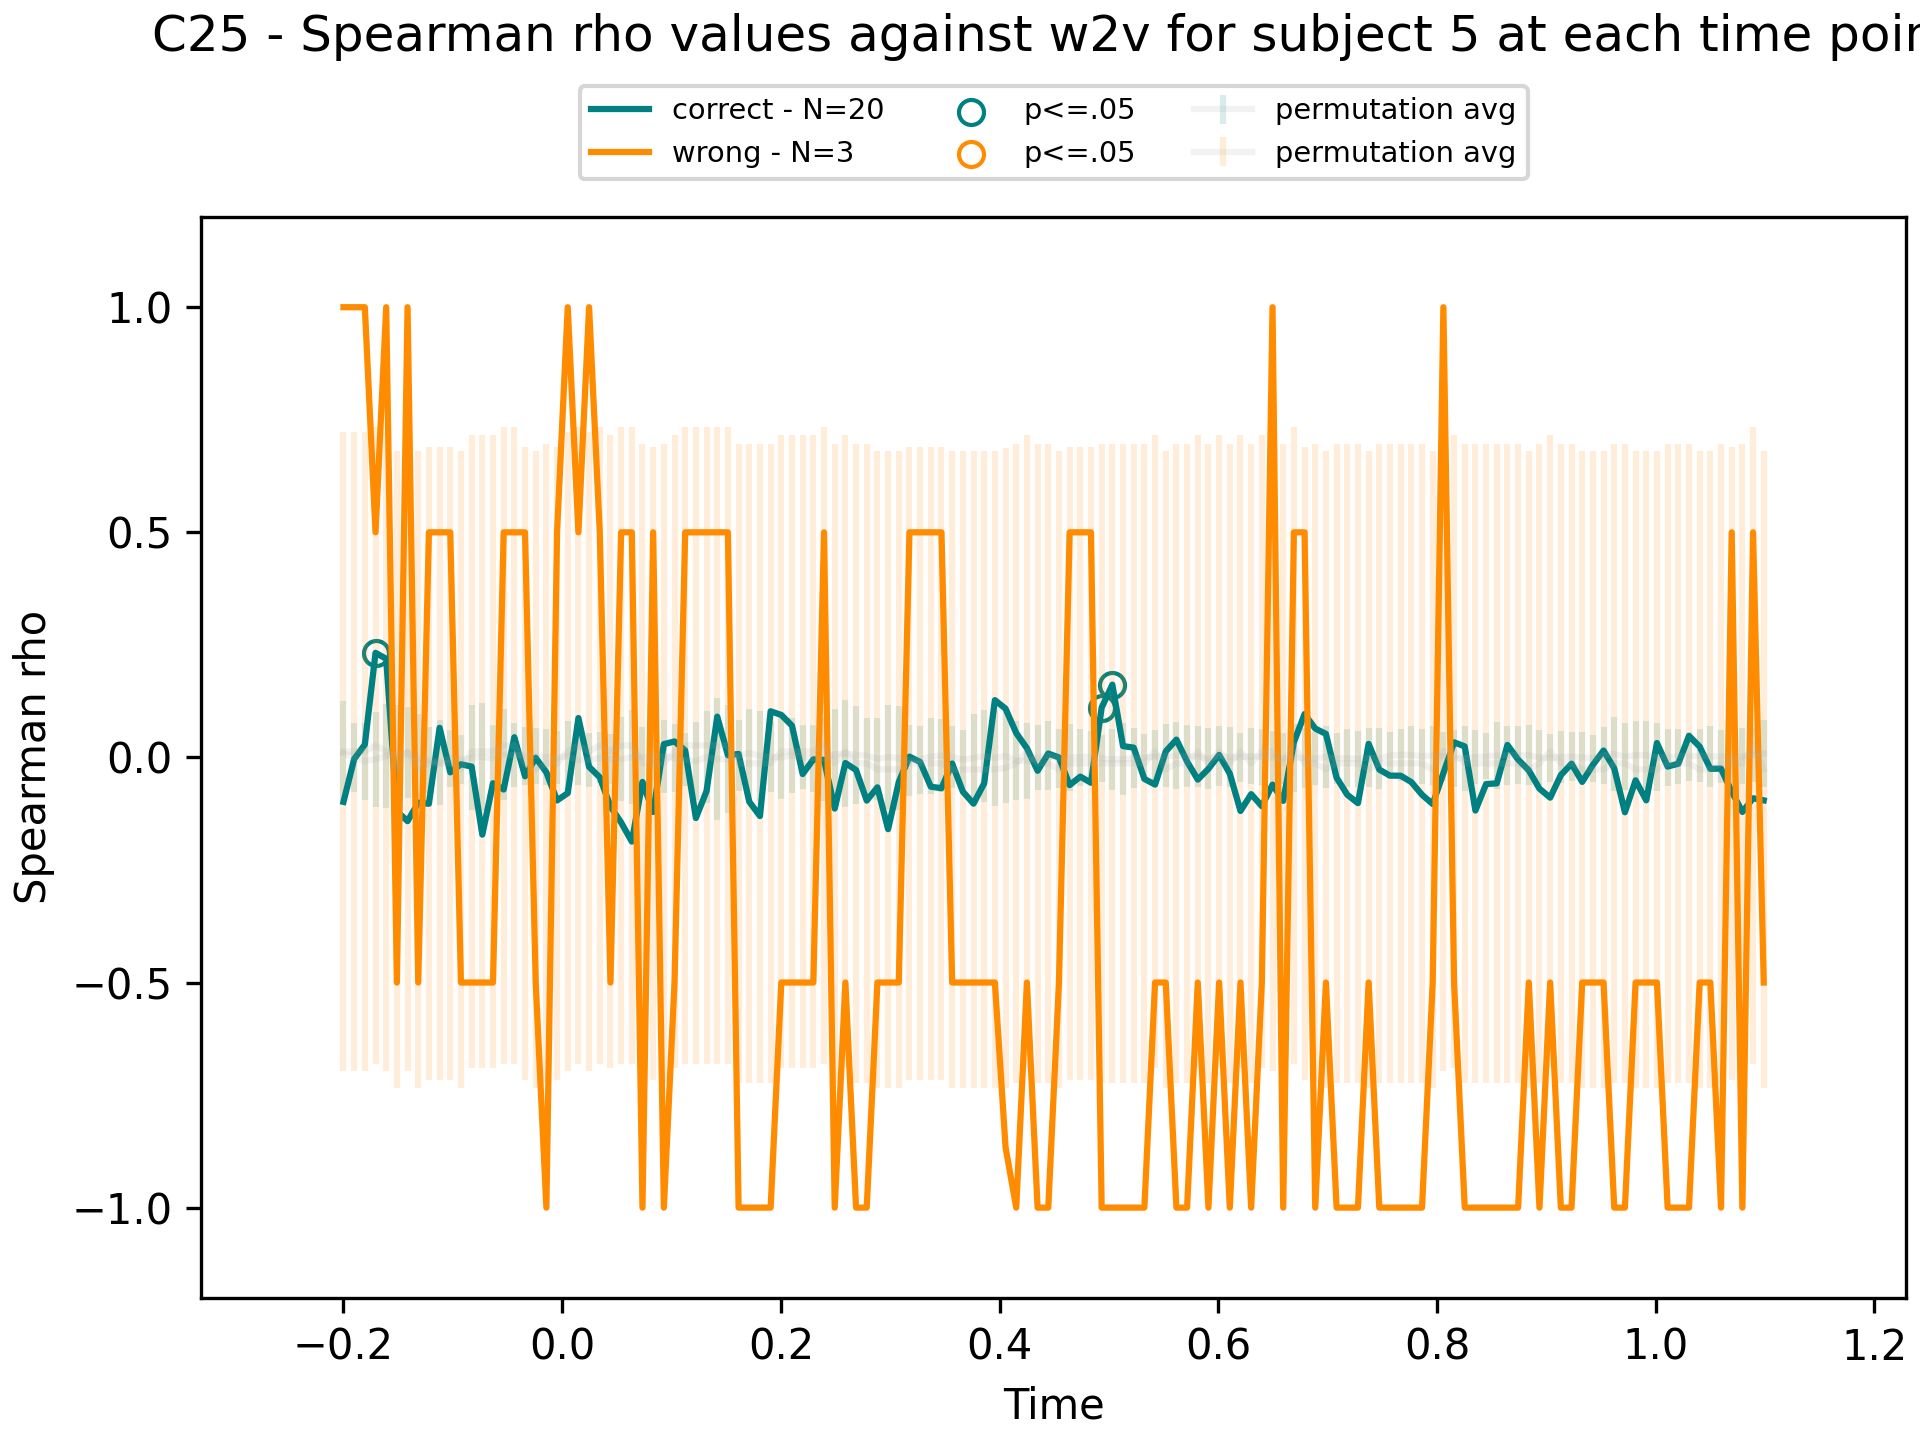 C25 - Spearman rho values against w2v for subject 5 at each time
correct - N=20 p<=.05 permutation avg
wrong - N=3 p<=.05 permutation avg
Spearman rho
1.0
0.5
0.0
−0.5
−1.0
−0.2 0.0 0.2 0.4 0.6 0.8 1.0 1.2
Time